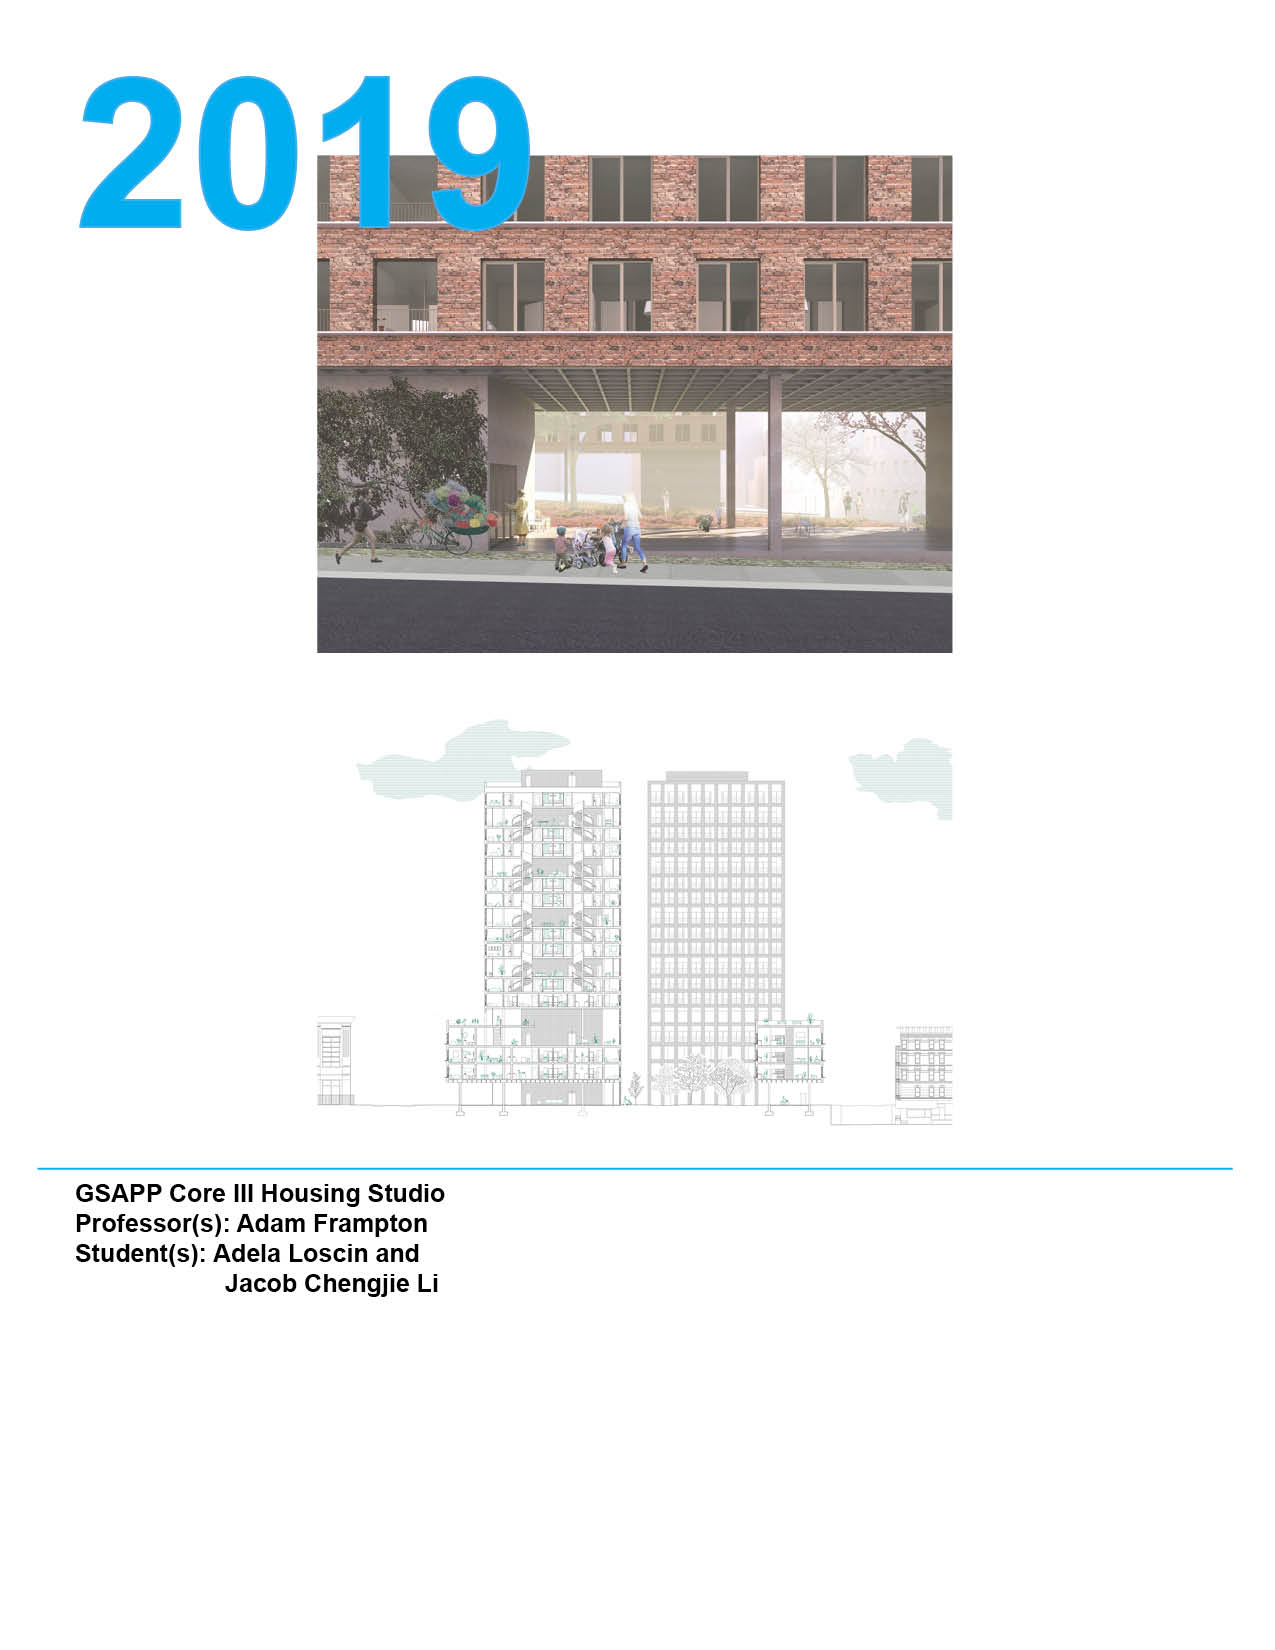 2019
GSAPP Core III Housing Studio
Professor(s): Adam Frampton
Student(s): Adela Loscin and
Jacob Chengjie Li